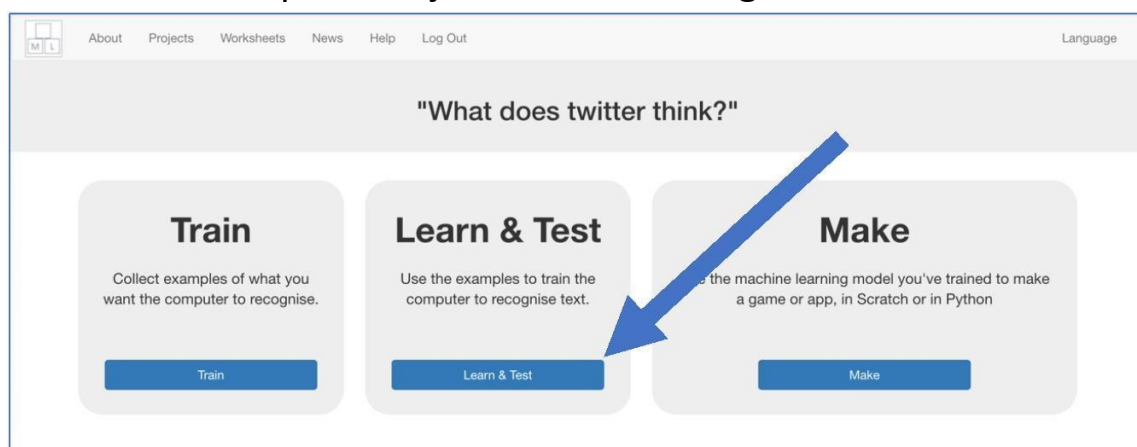 M L
About Projects Worksheets News Help Log Out Language
"What does twitter think?"
Train
Collect examples of what you
want the computer to recognise.
Train
Learn & Test
Use the examples to train the
computer to recognise text.
Learn & Test
Make
the machine learning model you've trained to make
a game or app, in Scratch or in Python
Make